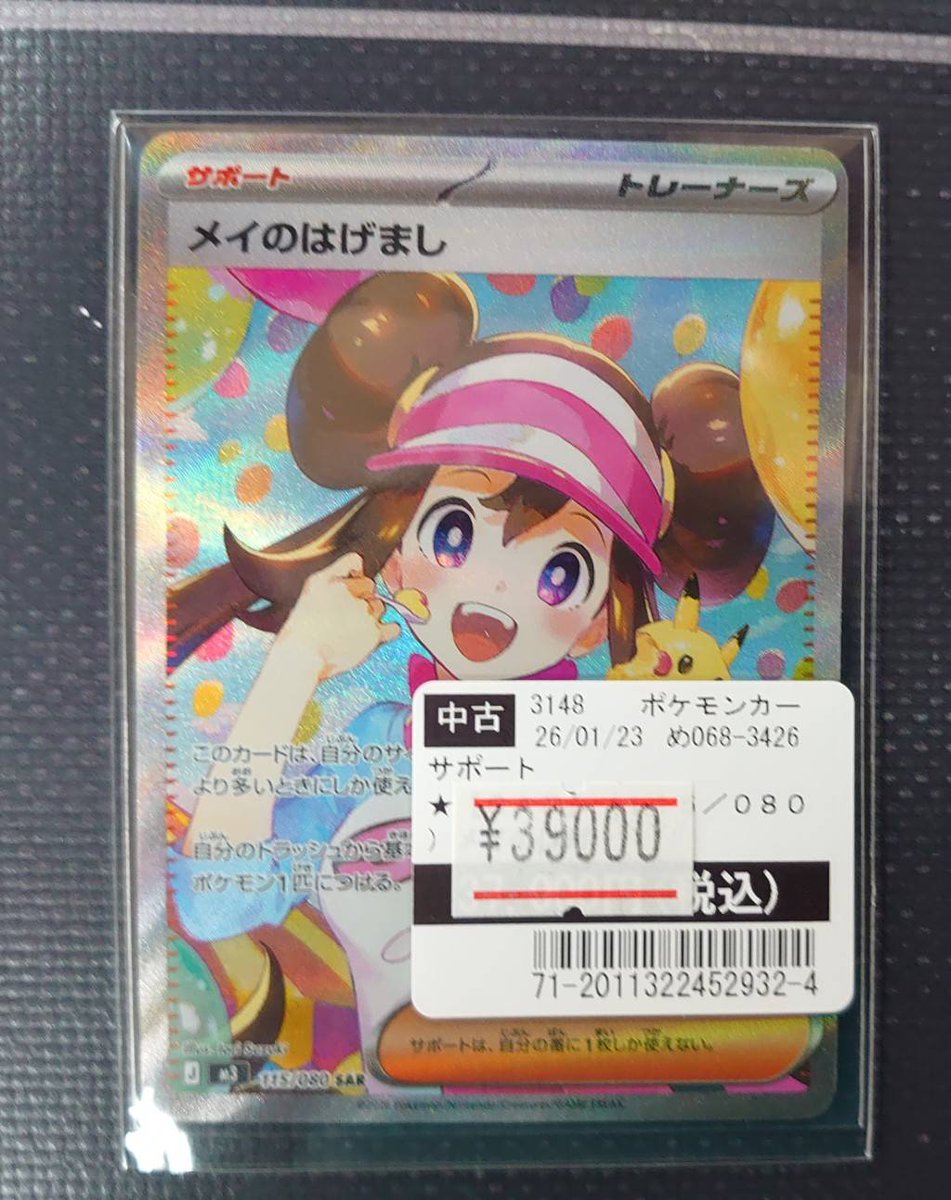 サポート
トレーナーズ
メイのはげまし
このカードは、自分のサ
より多いときにしか使え
自分のトラッシュから基本
ポケモン1匹につける。
中古
3148 ポケモンカー
26/01/23 め068-3426
サポート
★
／080
)
¥39000
税込)
71-2011322452932-4
サポートは、自分の番に1枚しか使えない。
J M3 115/080 SAR